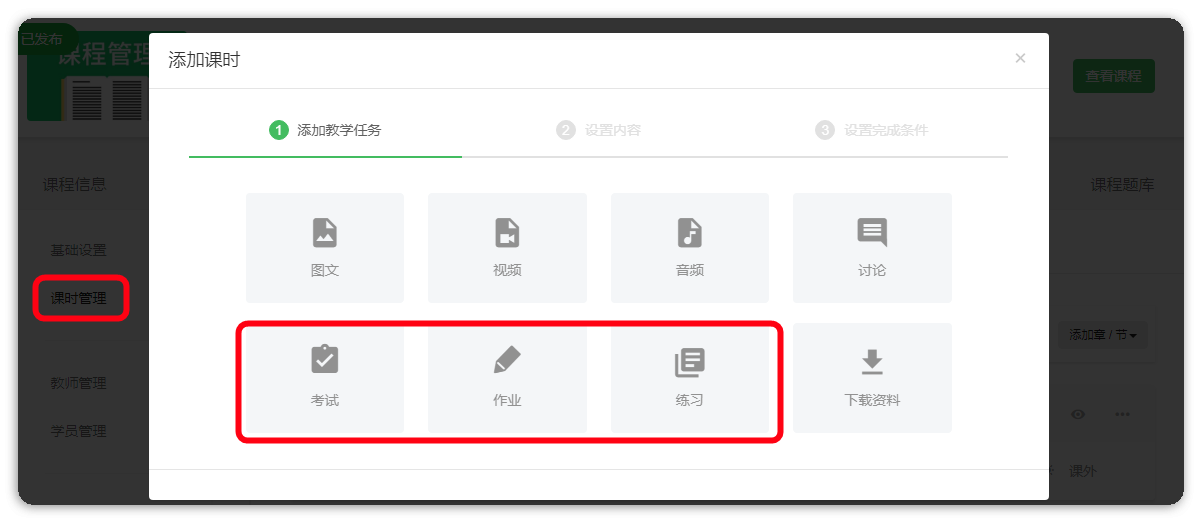 已发布
课程管理
查看课程
添加课时
×
1 添加教学任务
2 设置内容
3 设置完成条件
课程信息
课程题库
基础设置
课时管理
教师管理
学员管理
图文
视频
音频
讨论
添加章 / 节
考试
作业
练习
下载资料
课外